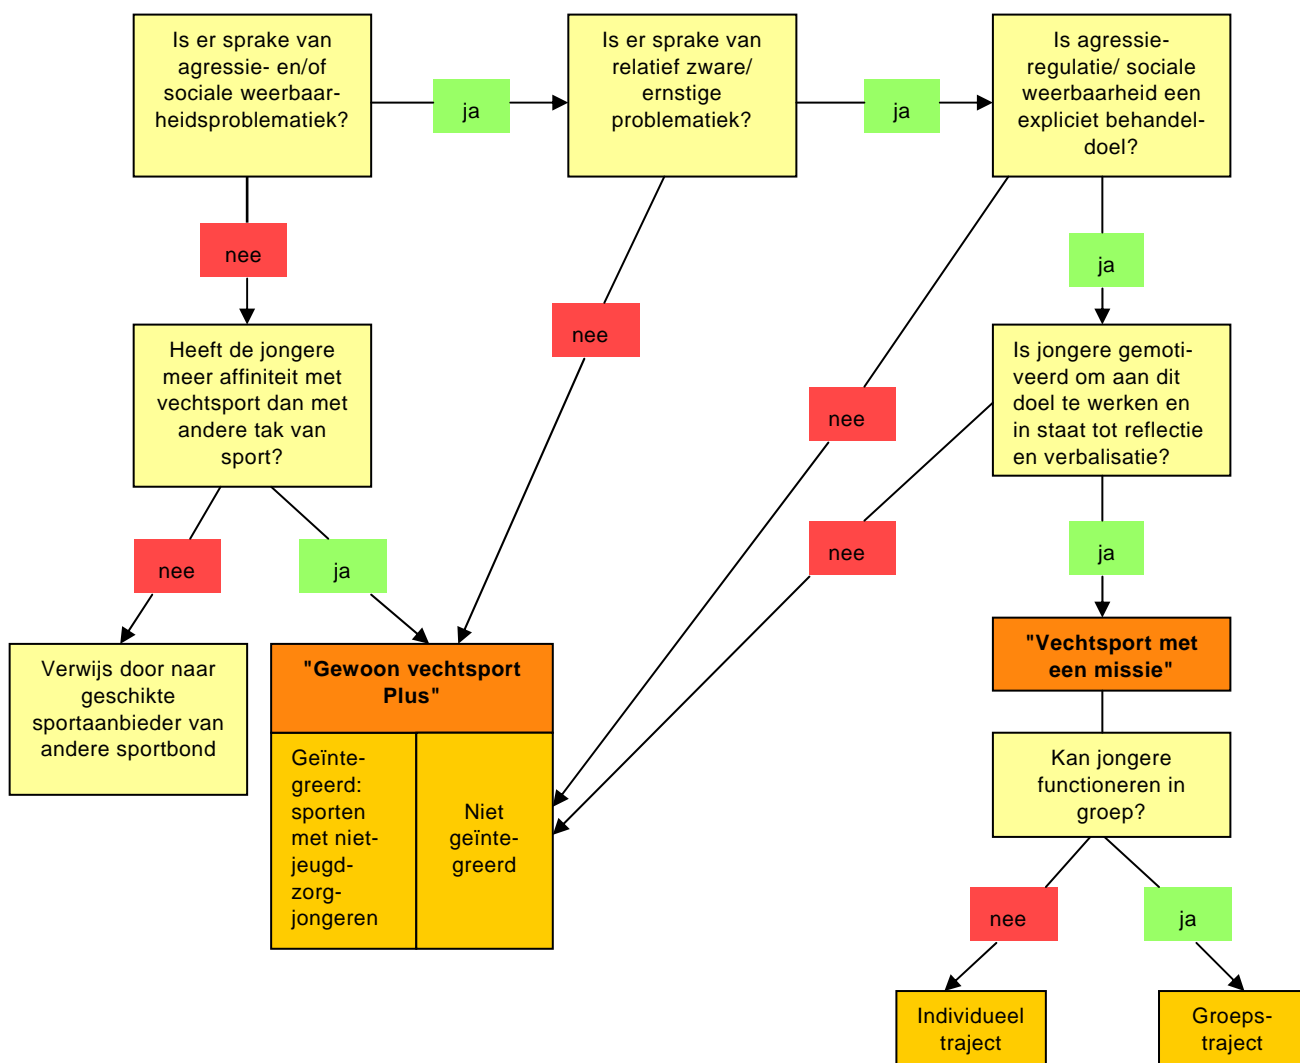 Is er sprake van
agressie- en/of
sociale weerbaar-
heidsproblematiek?
ja
Is er sprake van
relatief zware/
ernstige
problematiek?
ja
Is agressie-
regulatie/ sociale
weerbaarheid een
expliciet behandel-
doel?
nee
ja
nee
Heeft de jongere
meer affiniteit met
vechtsport dan met
andere tak van
sport?
Is jongere gemoti-
veerd om aan dit
doel te werken en
in staat tot reflectie
en verbalisatie?
nee
nee
ja
nee
ja
Verwijs door naar
geschikte
sportaanbieder van
andere sportbond
"Gewoon vechtsport
Plus"
Geïnte-
greerd:
sporten
met niet-
jeugd-
zorg-
jongeren
Niet
geïnte-
greerd
"Vechtsport met
een missie"
Kan jongere
functioneren in
groep?
nee
ja
Individueel
traject
Groeps-
traject